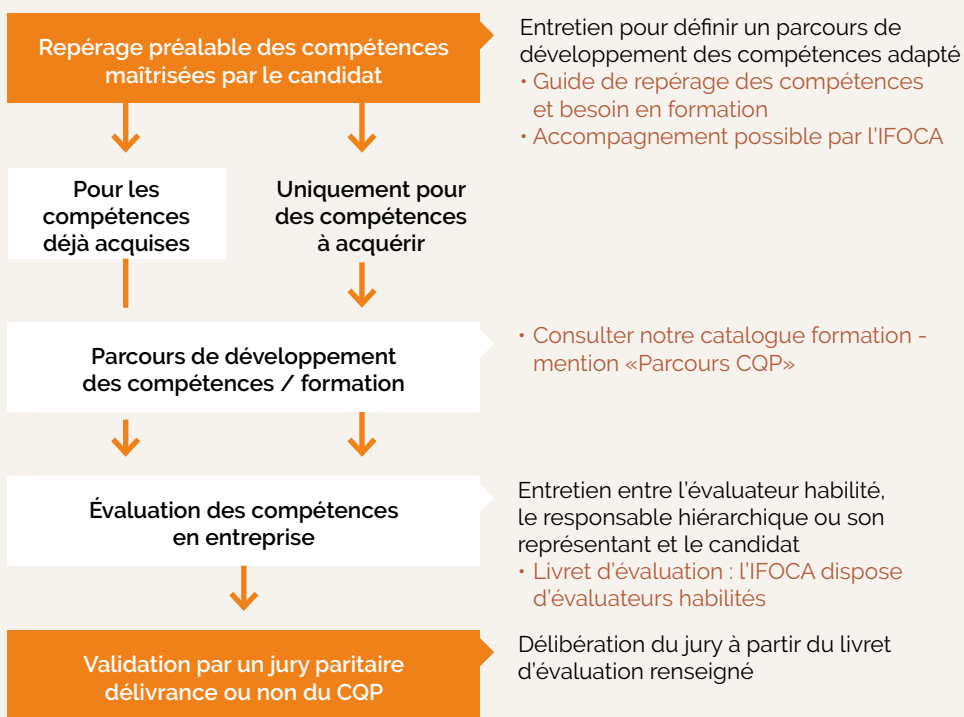 Repérage préalable des compétences
maîtrisées par le candidat
Entretien pour définir un parcours de
développement des compétences adapté
• Guide de repérage des compétences
et besoin en formation
• Accompagnement possible par l'IFOCA
Pour les
compétences
déjà acquises
Uniquement pour
des compétences
à acquérir
Parcours de développement
des compétences / formation
• Consulter notre catalogue formation -
mention «Parcours CQP»
Évaluation des compétences
en entreprise
Entretien entre l'évaluateur habilité,
le responsable hiérarchique ou son
représentant et le candidat
• Livret d'évaluation : l'IFOCA dispose
d'évaluateurs habilités
Validation par un jury paritaire
délivrance ou non du CQP
Délibération du jury à partir du livret
d'évaluation renseigné